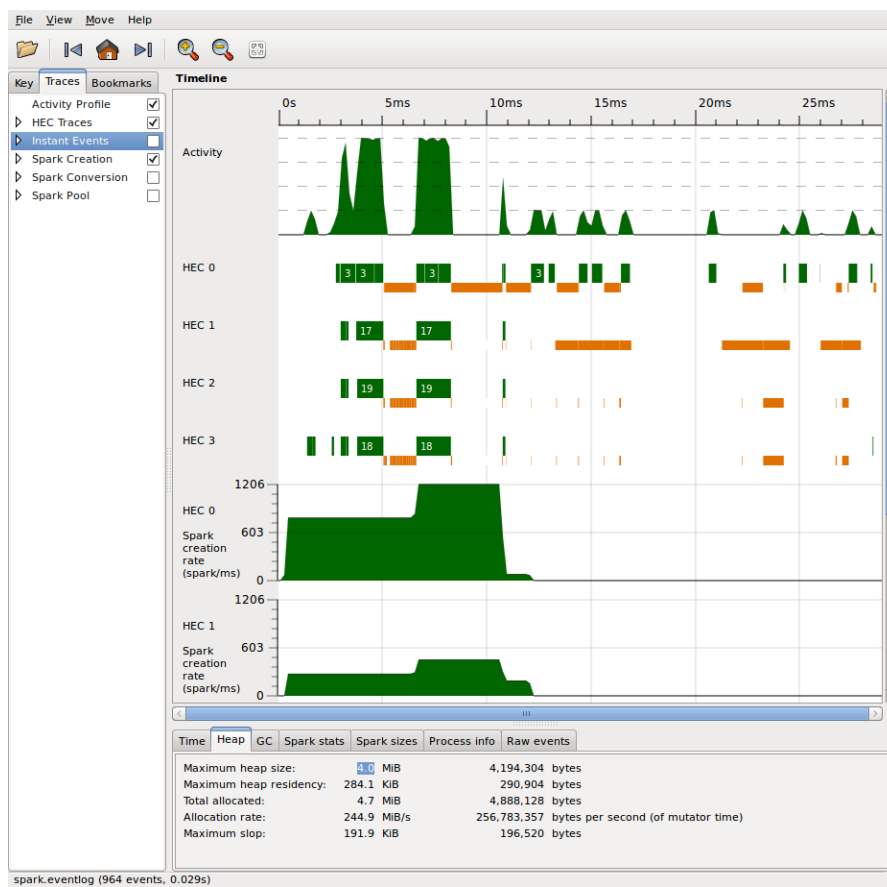 File View Move Help
Key Traces Bookmarks
Activity Profile
HEC Traces
Instant Events
Spark Creation
Spark Conversion
Spark Pool
Timeline
0s 5ms 10ms 15ms 20ms 25ms
Activity
HEC 0
3 3 3 3
HEC 1
17 17
HEC 2
19 19
HEC 3
18 18
1206
HEC 0
603
Spark
creation
rate
(spark/ms)
0
1206
HEC 1
603
Spark
creation
rate
(spark/ms)
0
Time Heap GC Spark stats Spark sizes Process info Raw events
Maximum heap size: 4.0 MiB 4,194,304 bytes
Maximum heap residency: 284.1 KiB 290,904 bytes
Total allocated: 4.7 MiB 4,888,128 bytes
Allocation rate: 244.9 MiB/s 256,783,357 bytes per second (of mutator time)
Maximum slop: 191.9 KiB 196,520 bytes
spark.eventlog (964 events, 0.029s)